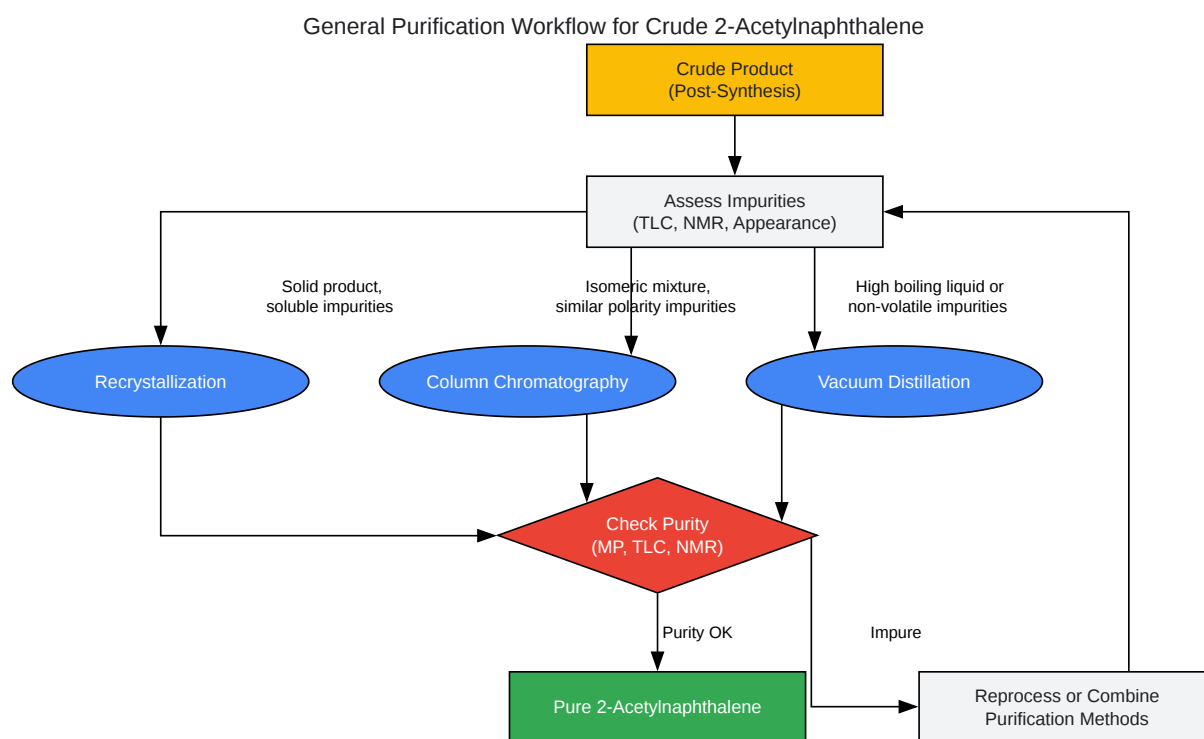 General Purification Workflow for Crude 2-Acetylnaphthalene
Crude Product
(Post-Synthesis)
Assess Impurities
(TLC, NMR, Appearance)
Solid product,
soluble impurities
Isomeric mixture,
similar polarity impurities
High boiling liquid or
non-volatile impurities
Recrystallization
Column Chromatography
Vacuum Distillation
Check Purity
(MP, TLC, NMR)
Purity OK
Impure
Pure 2-Acetylnaphthalene
Reprocess or Combine
Purification Methods